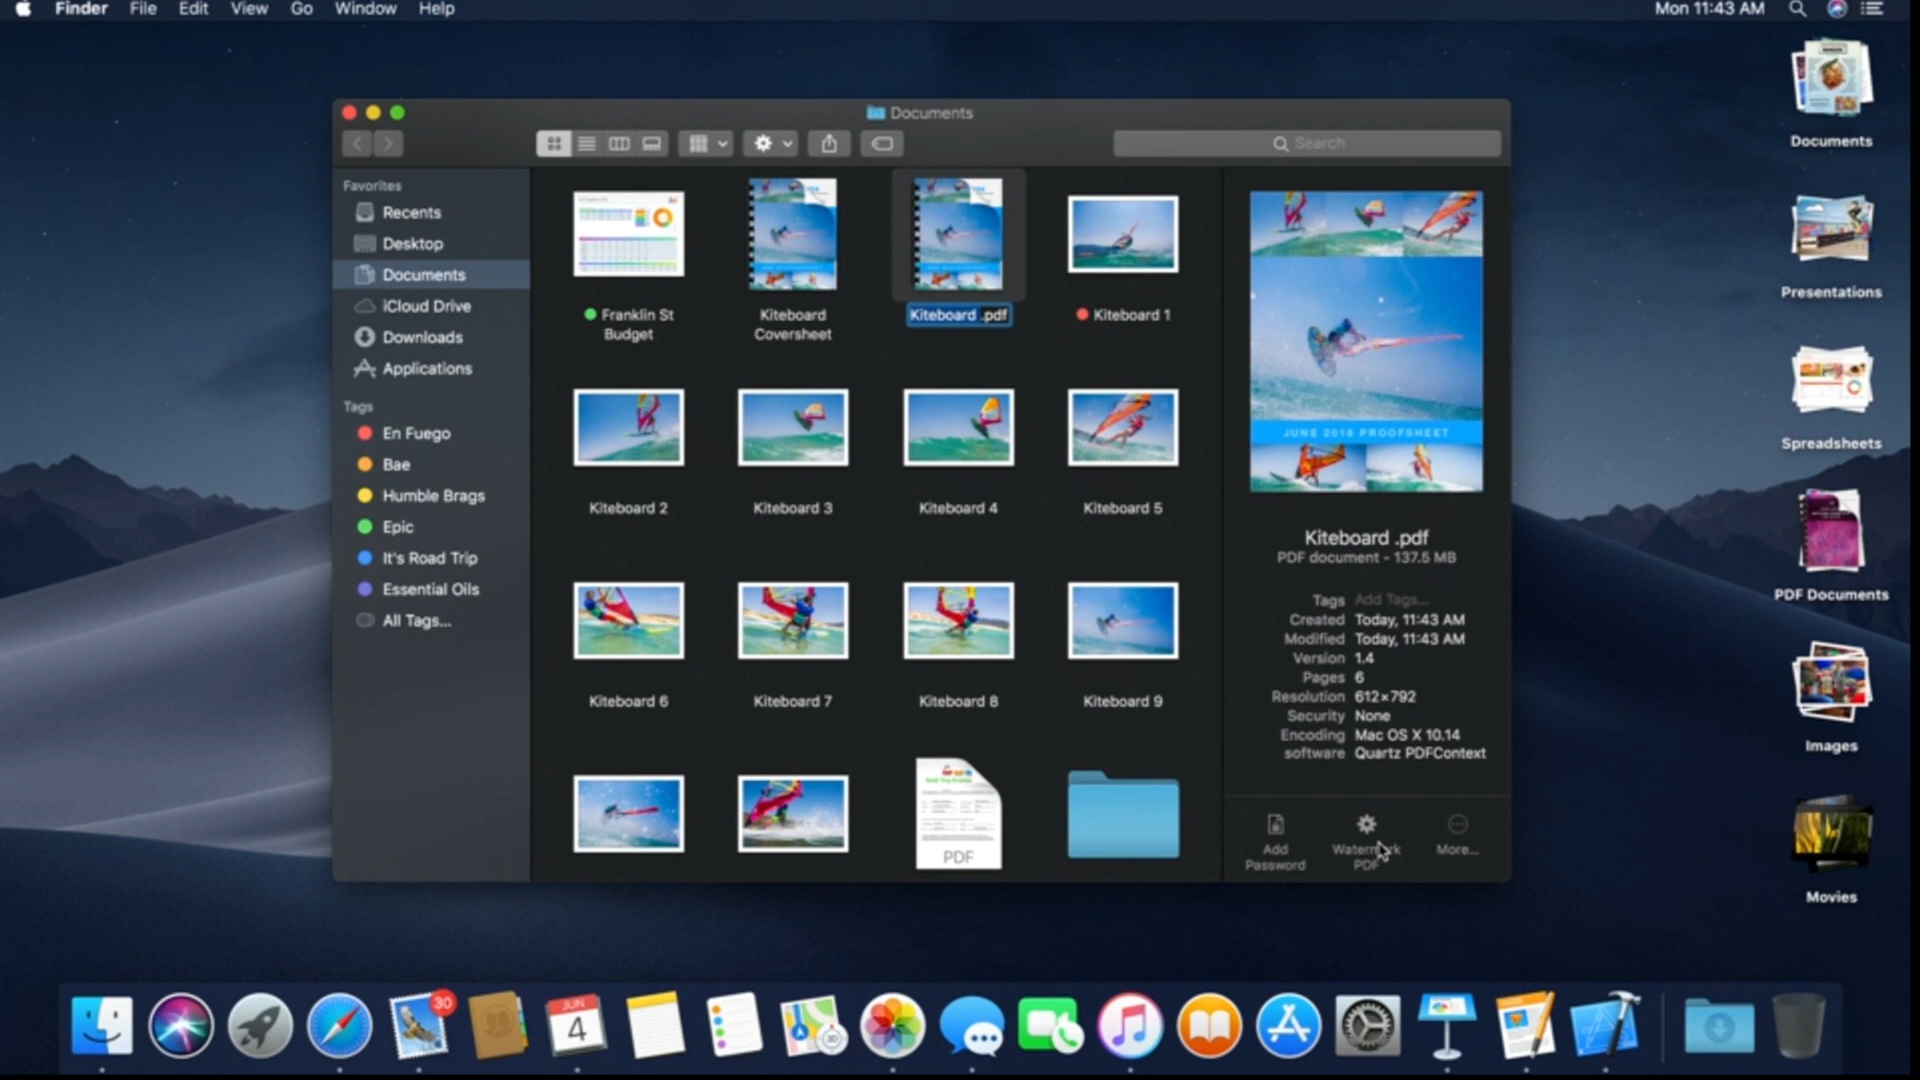 Finder File Edit View Go Window Help
Mon 11:43 AM
Documents
Search
Favorites
Recents
Desktop
Documents
iCloud Drive
Downloads
Applications
Tags
En Fuego
Bae
Humble Brags
Epic
It's Road Trip
Essential Oils
All Tags...
Franklin St
Budget
Kiteboard
Coversheet
Kiteboard .pdf
Kiteboard 1
Kiteboard 2
Kiteboard 3
Kiteboard 4
Kiteboard 5
Kiteboard 6
Kiteboard 7
Kiteboard 8
Kiteboard 9
PDF
JUNE 2018 PROOFSHEET
Kiteboard .pdf
PDF document - 137.5 MB
Tags Add Tags...
Created Today, 11:43 AM
Modified Today, 11:43 AM
Version 1.4
Pages 6
Resolution 612×792
Security None
Encoding Mac OS X 10.14
software Quartz PDFContext
Add
Password
Watermark
PDF
More...
Documents
Presentations
Spreadsheets
PDF Documents
Images
Movies
30
JUN
4
3D